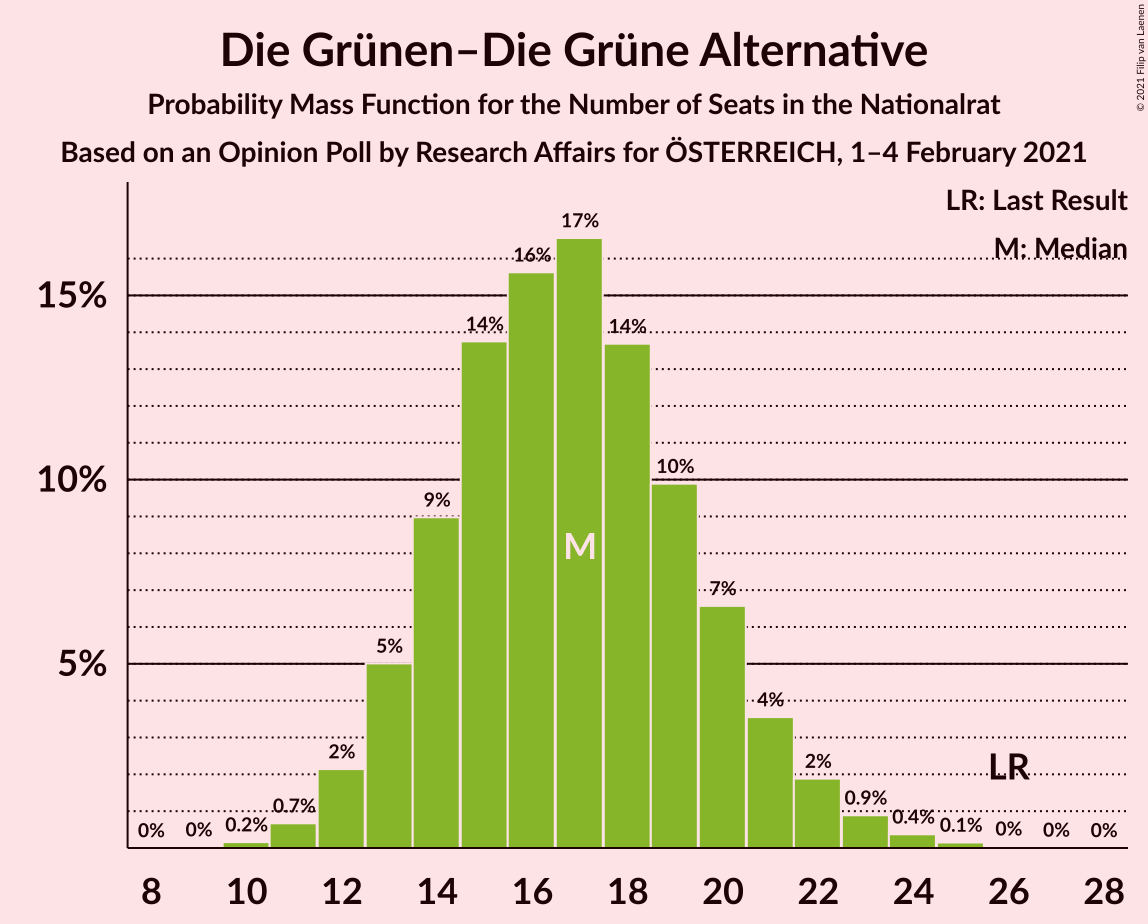 Die Grünen–Die Grüne Alternative
Probability Mass Function for the Number of Seats in the Nationalrat
Based on an Opinion Poll by Research Affairs for ÖSTERREICH, 1–4 February 2021
© 2021 Filip van Laenen
LR: Last Result
M: Median
15%
10%
5%
0%
0%
0.2%
0.7%
2%
5%
9%
14%
16%
17%
14%
10%
7%
4%
2%
0.9%
0.4%
0.1%
0%
0%
0%
M
LR
8 10 12 14 16 18 20 22 24 26 28